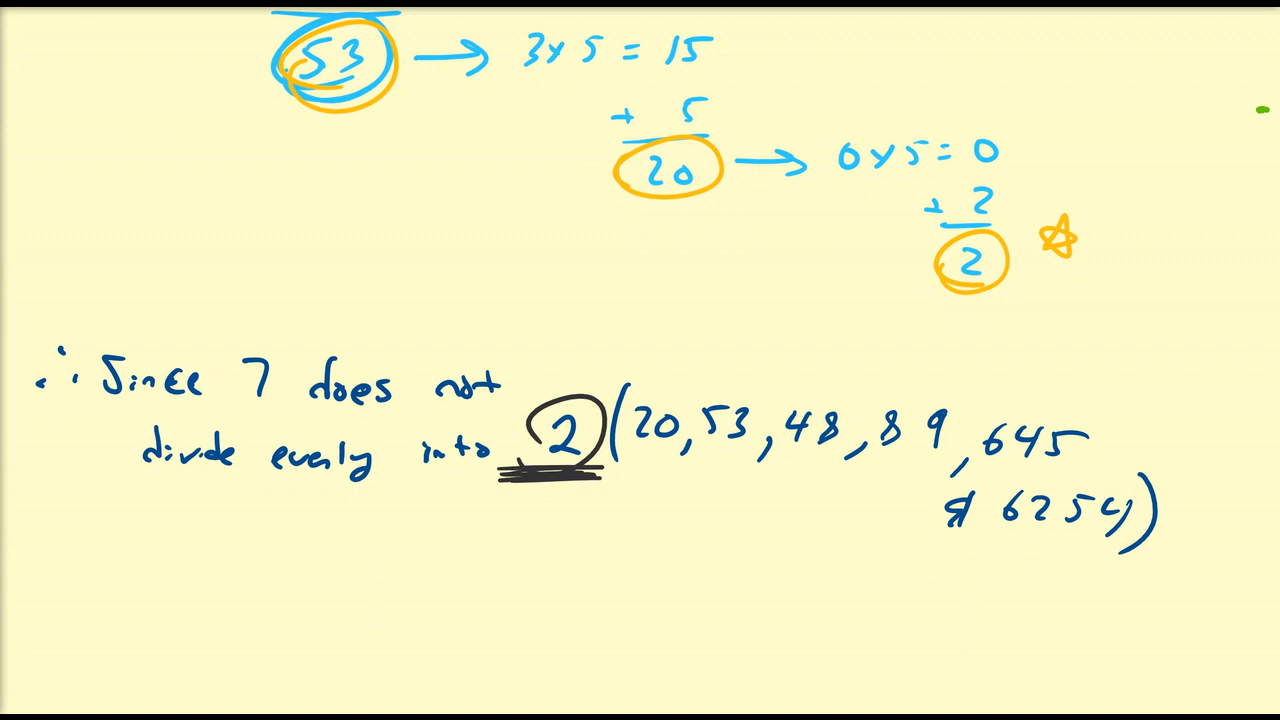 53 → 3x5 = 15
+ 5
20 → 0x5 = 0
+ 2
2
∴ Since 7 does not
divide evenly into 2 (20, 53, 48, 89, 645
& 6254)